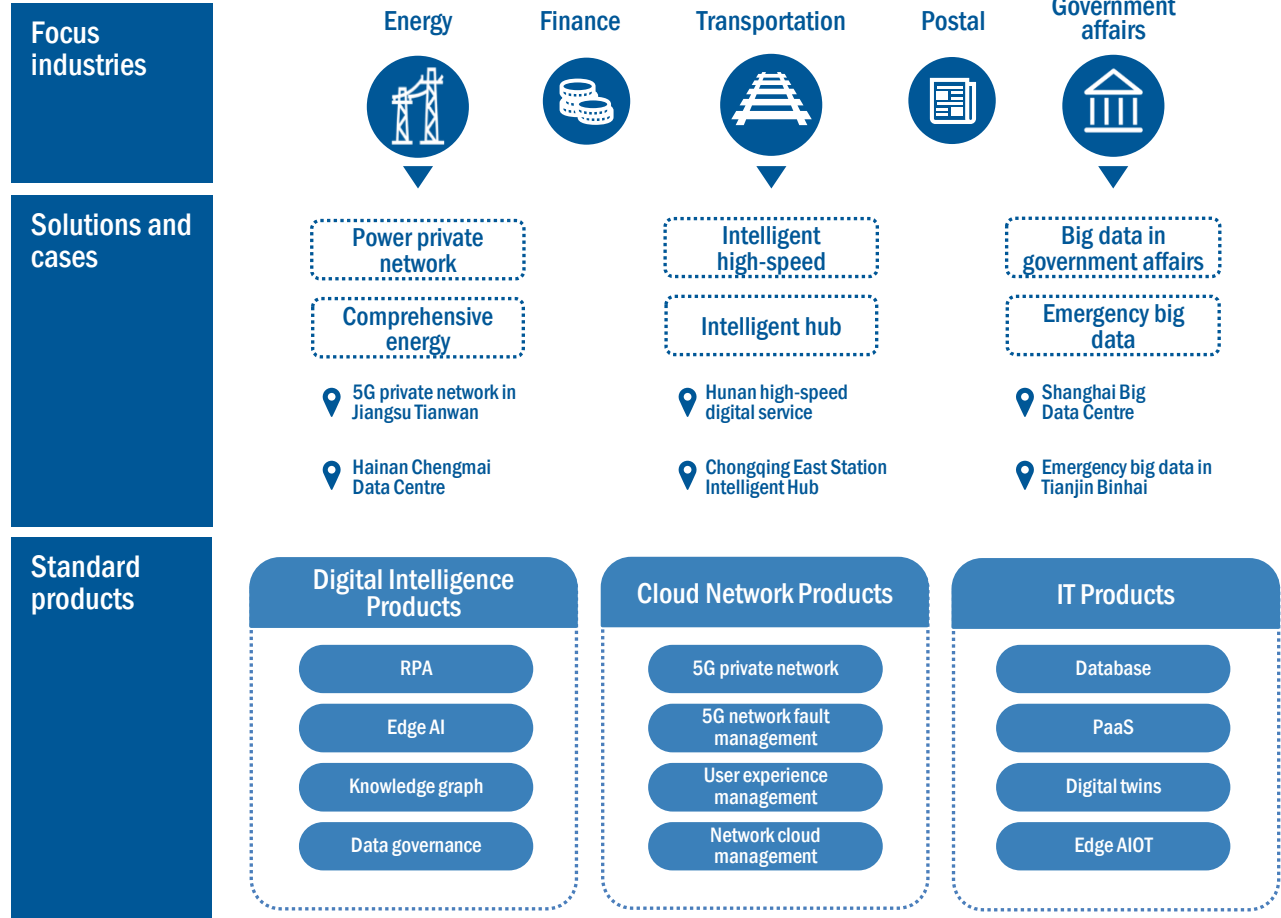 Focus
industries
Energy
Finance
Transportation
Postal
Government
affairs
Solutions and
cases
Power private
network
Comprehensive
energy
5G private network in
Jiangsu Tianwan
Hainan Chengmai
Data Centre
Intelligent
high-speed
Intelligent hub
Hunan high-speed
digital service
Chongqing East Station
Intelligent Hub
Big data in
government affairs
Emergency big
data
Shanghai Big
Data Centre
Emergency big data in
Tianjin Binhai
Standard
products
Digital Intelligence
Products
RPA
Edge AI
Knowledge graph
Data governance
Cloud Network Products
5G private network
5G network fault
management
User experience
management
Network cloud
management
IT Products
Database
PaaS
Digital twins
Edge AIOT